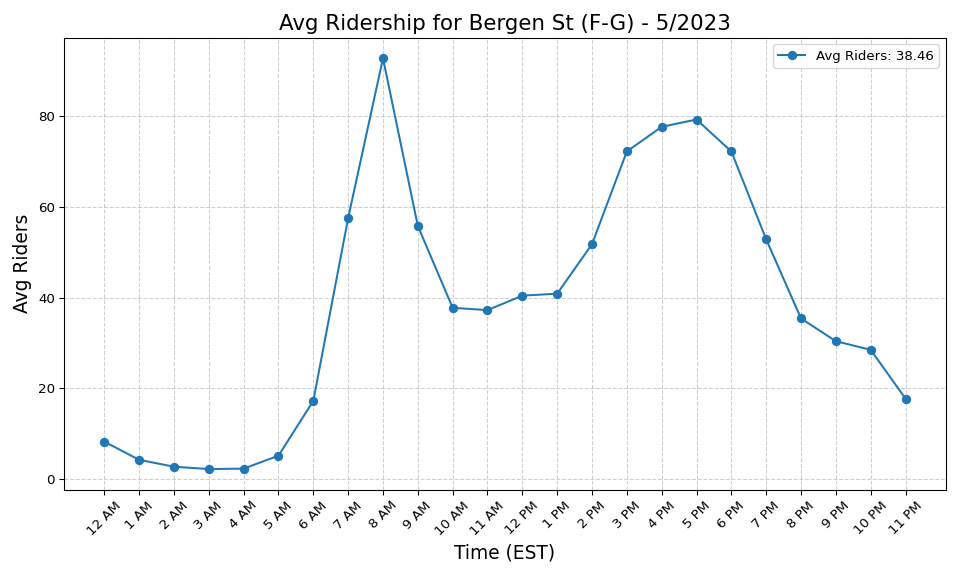 Avg Ridership for Bergen St (F-G) - 5/2023
Avg Riders: 38.46
Avg Riders
80
60
40
20
0
12 AM
1 AM
2 AM
3 AM
4 AM
5 AM
6 AM
7 AM
8 AM
9 AM
10 AM
11 AM
12 PM
1 PM
2 PM
3 PM
4 PM
5 PM
6 PM
7 PM
8 PM
9 PM
10 PM
11 PM
Time (EST)